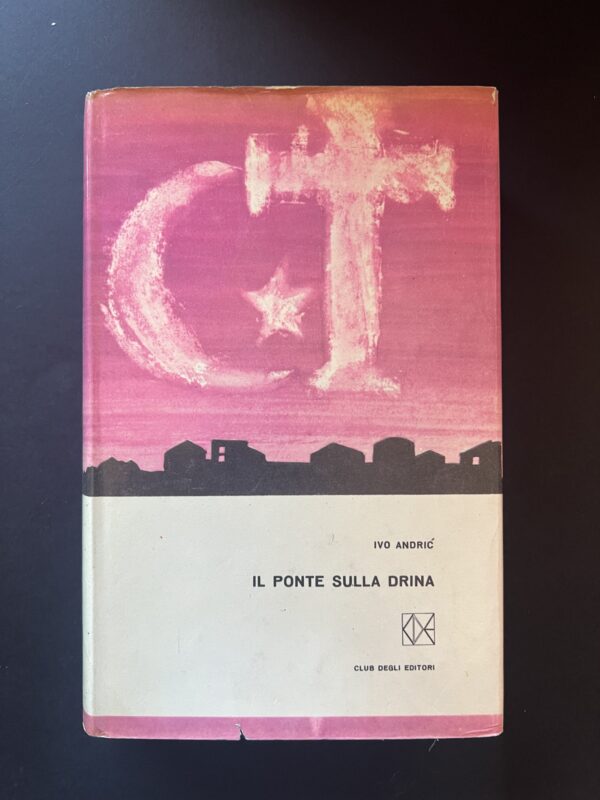 IVO ANDRIĆ
IL PONTE SULLA DRINA
CLUB DEGLI EDITORI